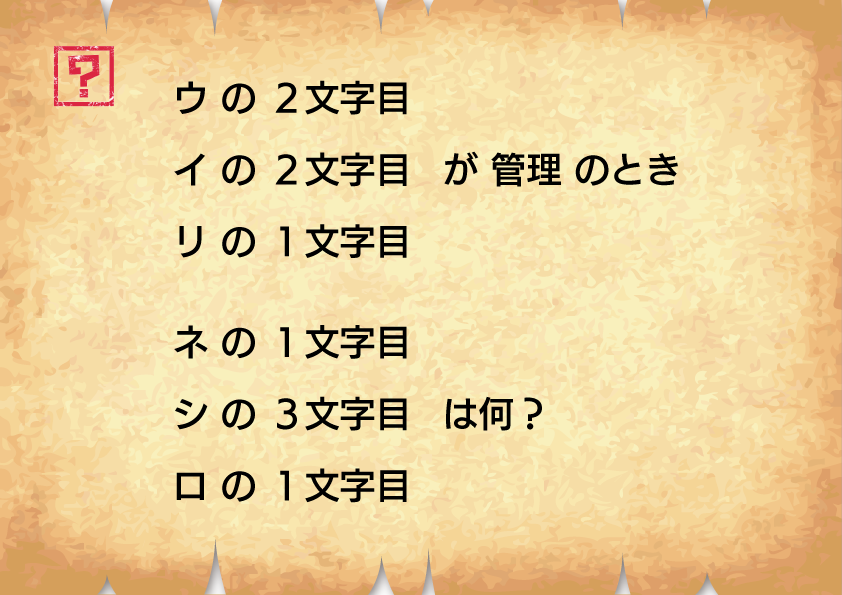 ?
ウ の 2文字目
イ の 2文字目 が 管理 のとき
リ の 1文字目
ネ の 1文字目
シ の 3文字目 は何?
ロ の 1文字目